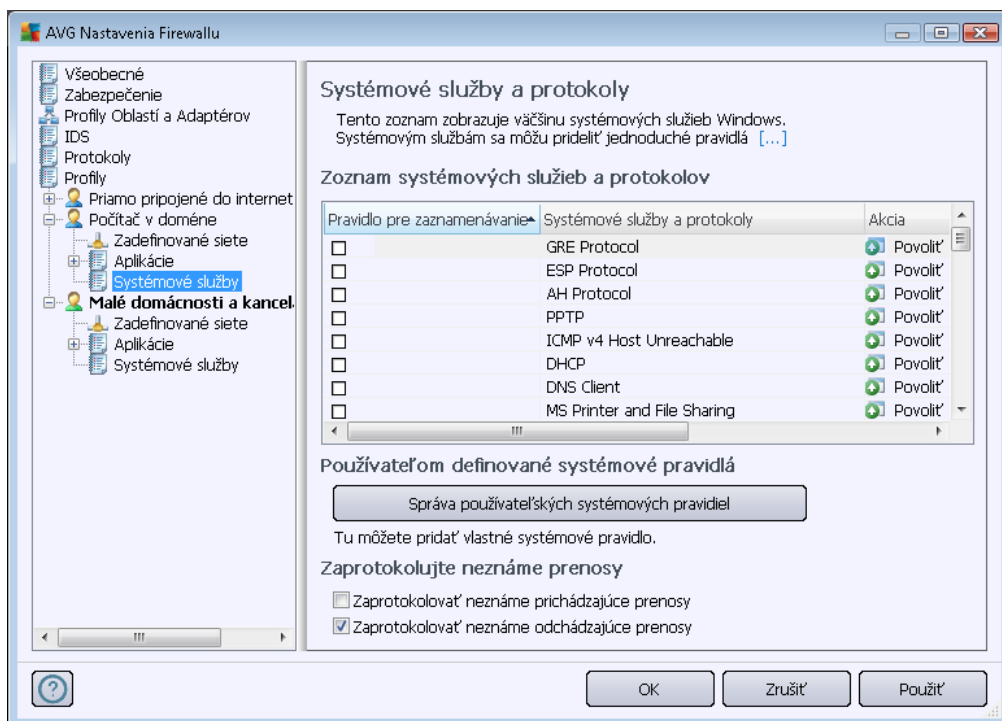 AVG Nastavenia Firewallu
Všeobecné
Zabezpečenie
Profily Oblastí a Adaptérov
IDS
Protokoly
Profily
Priamo pripojené do internet
Počítač v doméne
Zadefinované siete
Aplikácie
Systémové služby
Malé domácnosti a kancel
Zadefinované siete
Aplikácie
Systémové služby
Systémové služby a protokoly
Tento zoznam zobrazuje väčšinu systémových služieb Windows.
Systémovým službám sa môžu prideliť jednoduché pravidlá [...]
Zoznam systémových služieb a protokolov
Pravidlo pre zaznamenávanie Systémové služby a protokoly Akcia
GRE Protocol Povoliť
ESP Protocol Povoliť
AH Protocol Povoliť
PPTP Povoliť
ICMP v4 Host Unreachable Povoliť
DHCP Povoliť
DNS Client Povoliť
MS Printer and File Sharing Povoliť
Používateľom definované systémové pravidlá
Správa používateľských systémových pravidiel
Tu môžete pridať vlastné systémové pravidlo.
Zaprotokolujte neznáme prenosy
Zaprotokolovať neznáme prichádzajúce prenosy
Zaprotokolovať neznáme odchádzajúce prenosy
? OK Zrušiť Použiť